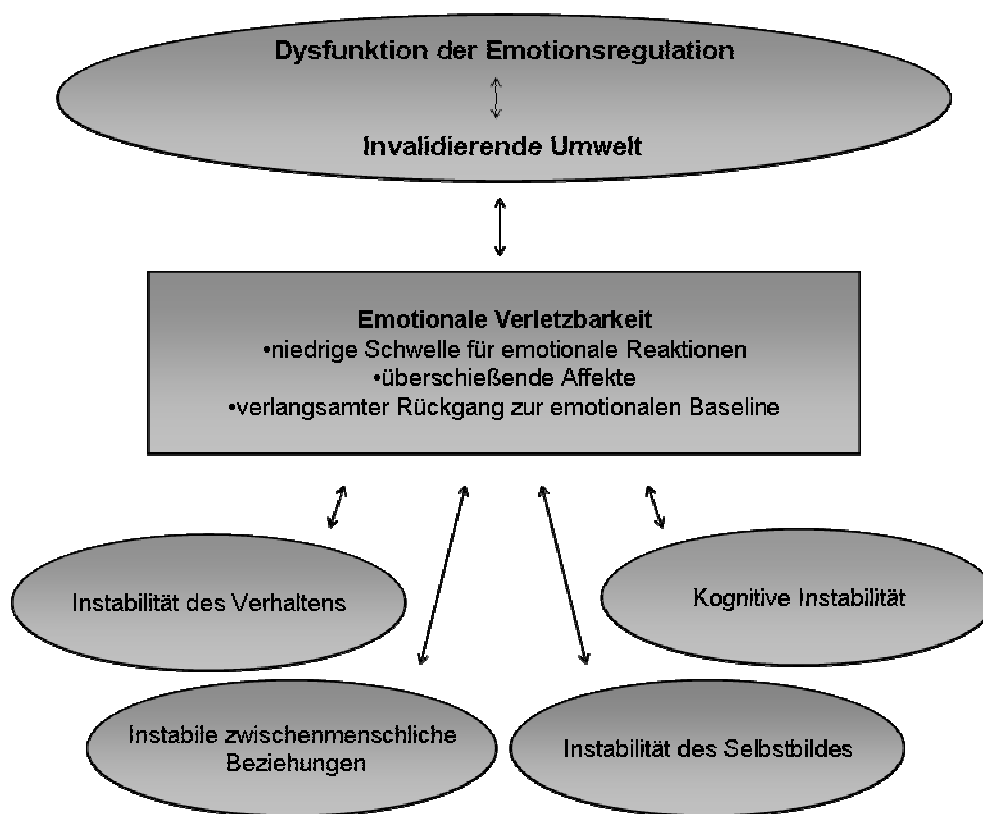 Dysfunktion der Emotionsregulation
Invalidierende Umwelt
Emotionale Verletzbarkeit
•niedrige Schwelle für emotionale Reaktionen
•überschießende Affekte
•verlangsamter Rückgang zur emotionalen Baseline
Instabilität des Verhaltens
Kognitive Instabilität
Instabile zwischenmenschliche
Beziehungen
Instabilität des Selbstbildes